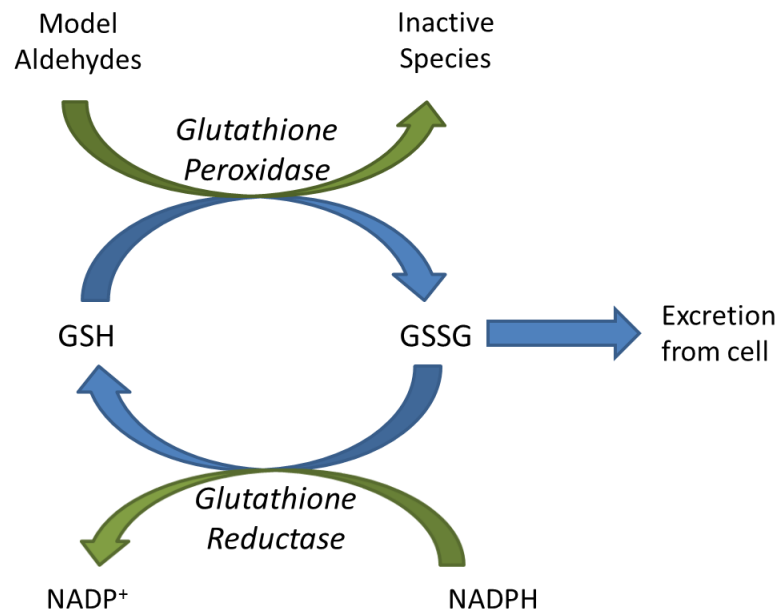 Model
Aldehydes
Inactive
Species
Glutathione
Peroxidase
GSH
GSSG
Excretion
from cell
Glutathione
Reductase
NADP⁺
NADPH